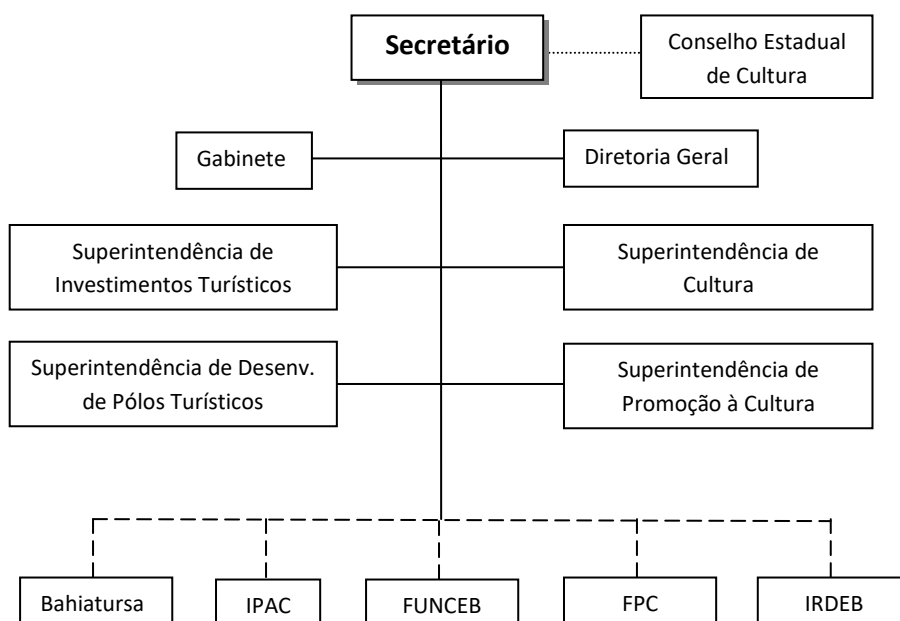 Secretário
Conselho Estadual
de Cultura
Gabinete
Diretoria Geral
Superintendência de
Investimentos Turísticos
Superintendência de
Cultura
Superintendência de Desenv.
de Pólos Turísticos
Superintendência de
Promoção à Cultura
Bahiatursa
IPAC
FUNCEB
FPC
IRDEB